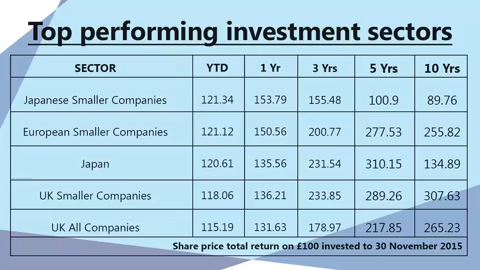 Top performing investment sectors
SECTOR YTD 1 Yr 3 Yrs 5 Yrs 10 Yrs
Japanese Smaller Companies 121.34 153.79 155.48 100.9 89.76
European Smaller Companies 121.12 150.56 200.77 277.53 255.82
Japan 120.61 135.56 231.54 310.15 134.89
UK Smaller Companies 118.06 136.21 233.85 289.26 307.63
UK All Companies 115.19 131.63 178.97 217.85 265.23
Share price total return on £100 invested to 30 November 2015